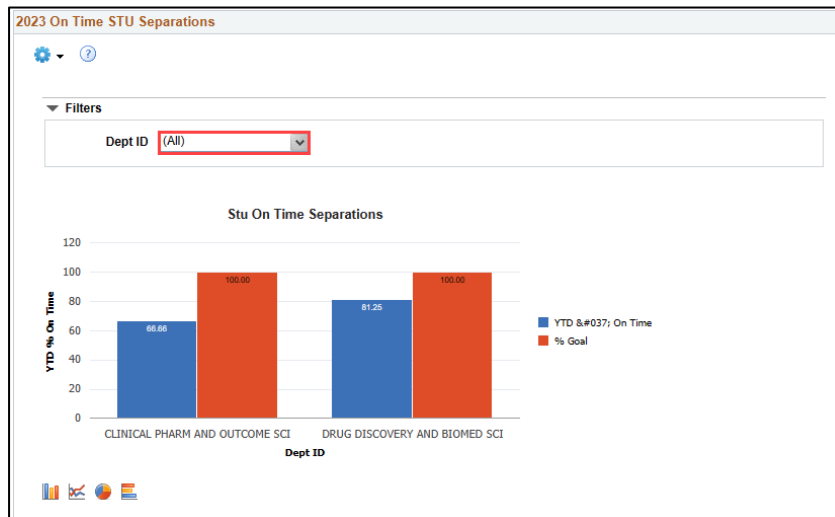 2023 On Time STU Separations
?
Filters
Dept ID (All)
Stu On Time Separations
120
100
80
60
40
20
0
YTD % On Time
66.66
100.00
81.25
100.00
CLINICAL PHARM AND OUTCOME SCI
DRUG DISCOVERY AND BIOMED SCI
Dept ID
YTD &#037; On Time
% Goal